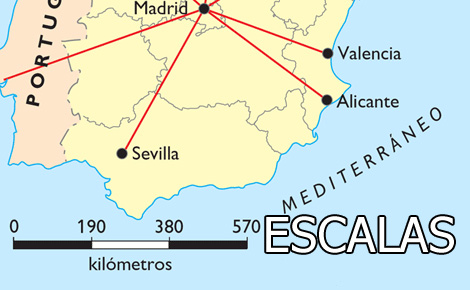 Madrid
PORTUG
Valencia
Alicante
Sevilla
MEDITERRÁNEO
0 190 380 570
kilómetros
ESCALAS